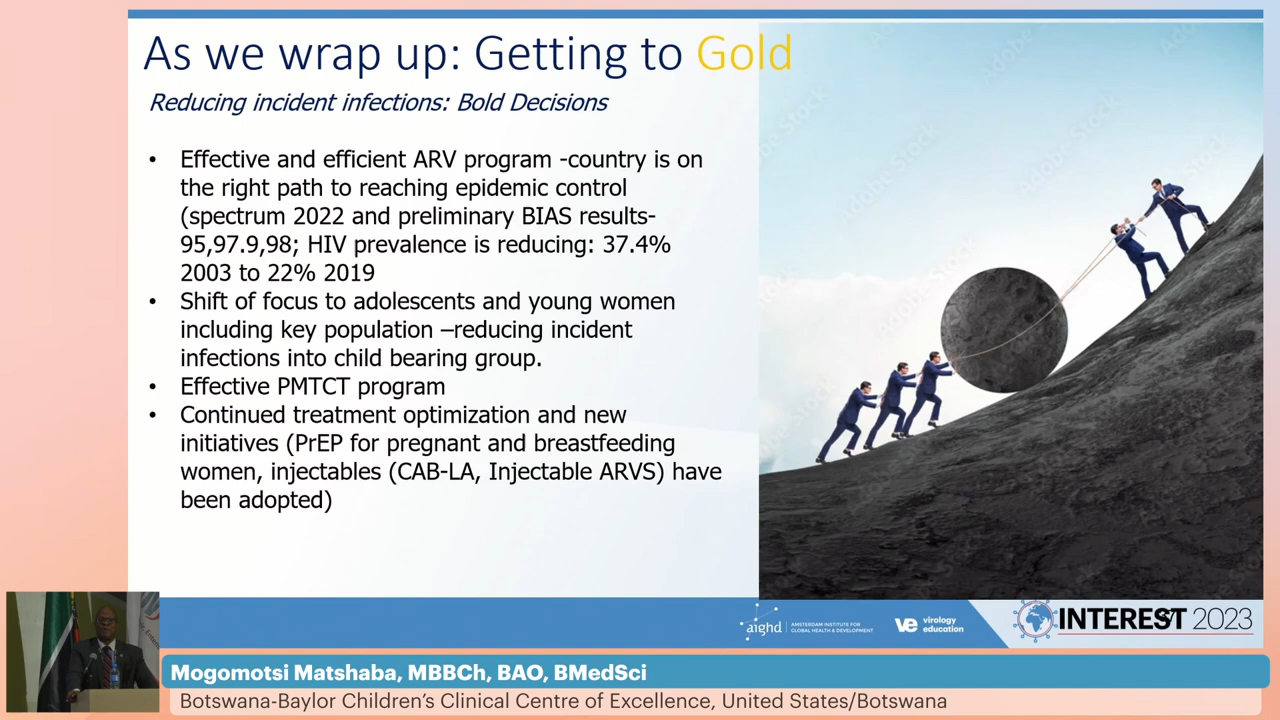 As we wrap up: Getting to Gold
Reducing incident infections: Bold Decisions
• Effective and efficient ARV program -country is on
the right path to reaching epidemic control
(spectrum 2022 and preliminary BIAS results-
95,97.9,98; HIV prevalence is reducing: 37.4%
2003 to 22% 2019
• Shift of focus to adolescents and young women
including key population –reducing incident
infections into child bearing group.
• Effective PMTCT program
• Continued treatment optimization and new
initiatives (PrEP for pregnant and breastfeeding
women, injectables (CAB-LA, Injectable ARVS) have
been adopted)
Adobe Stock
aighd
AMSTERDAM INSTITUTE FOR
GLOBAL HEALTH & DEVELOPMENT
ve virology
education
INTEREST 2023
Mogomotsi Matshaba, MBBCh, BAO, BMedSci
Botswana-Baylor Children's Clinical Centre of Excellence, United States/Botswana